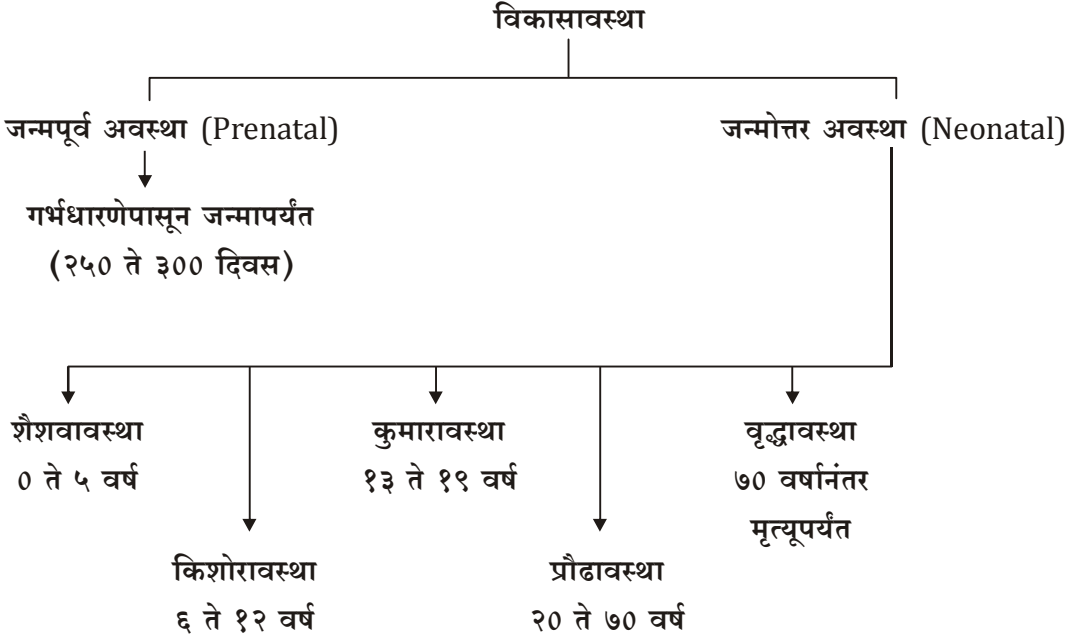 विकासावस्था
जन्मपूर्व अवस्था (Prenatal)
जन्मोत्तर अवस्था (Neonatal)
गर्भधारणेपासून जन्मापर्यंत
(२५० ते ३०० दिवस)
शैशवावस्था
० ते ५ वर्ष
कुमारावस्था
१३ ते १९ वर्ष
वृद्धावस्था
७० वर्षानंतर
मृत्यूपर्यंत
किशोरावस्था
६ ते १२ वर्ष
प्रौढावस्था
२० ते ७० वर्ष